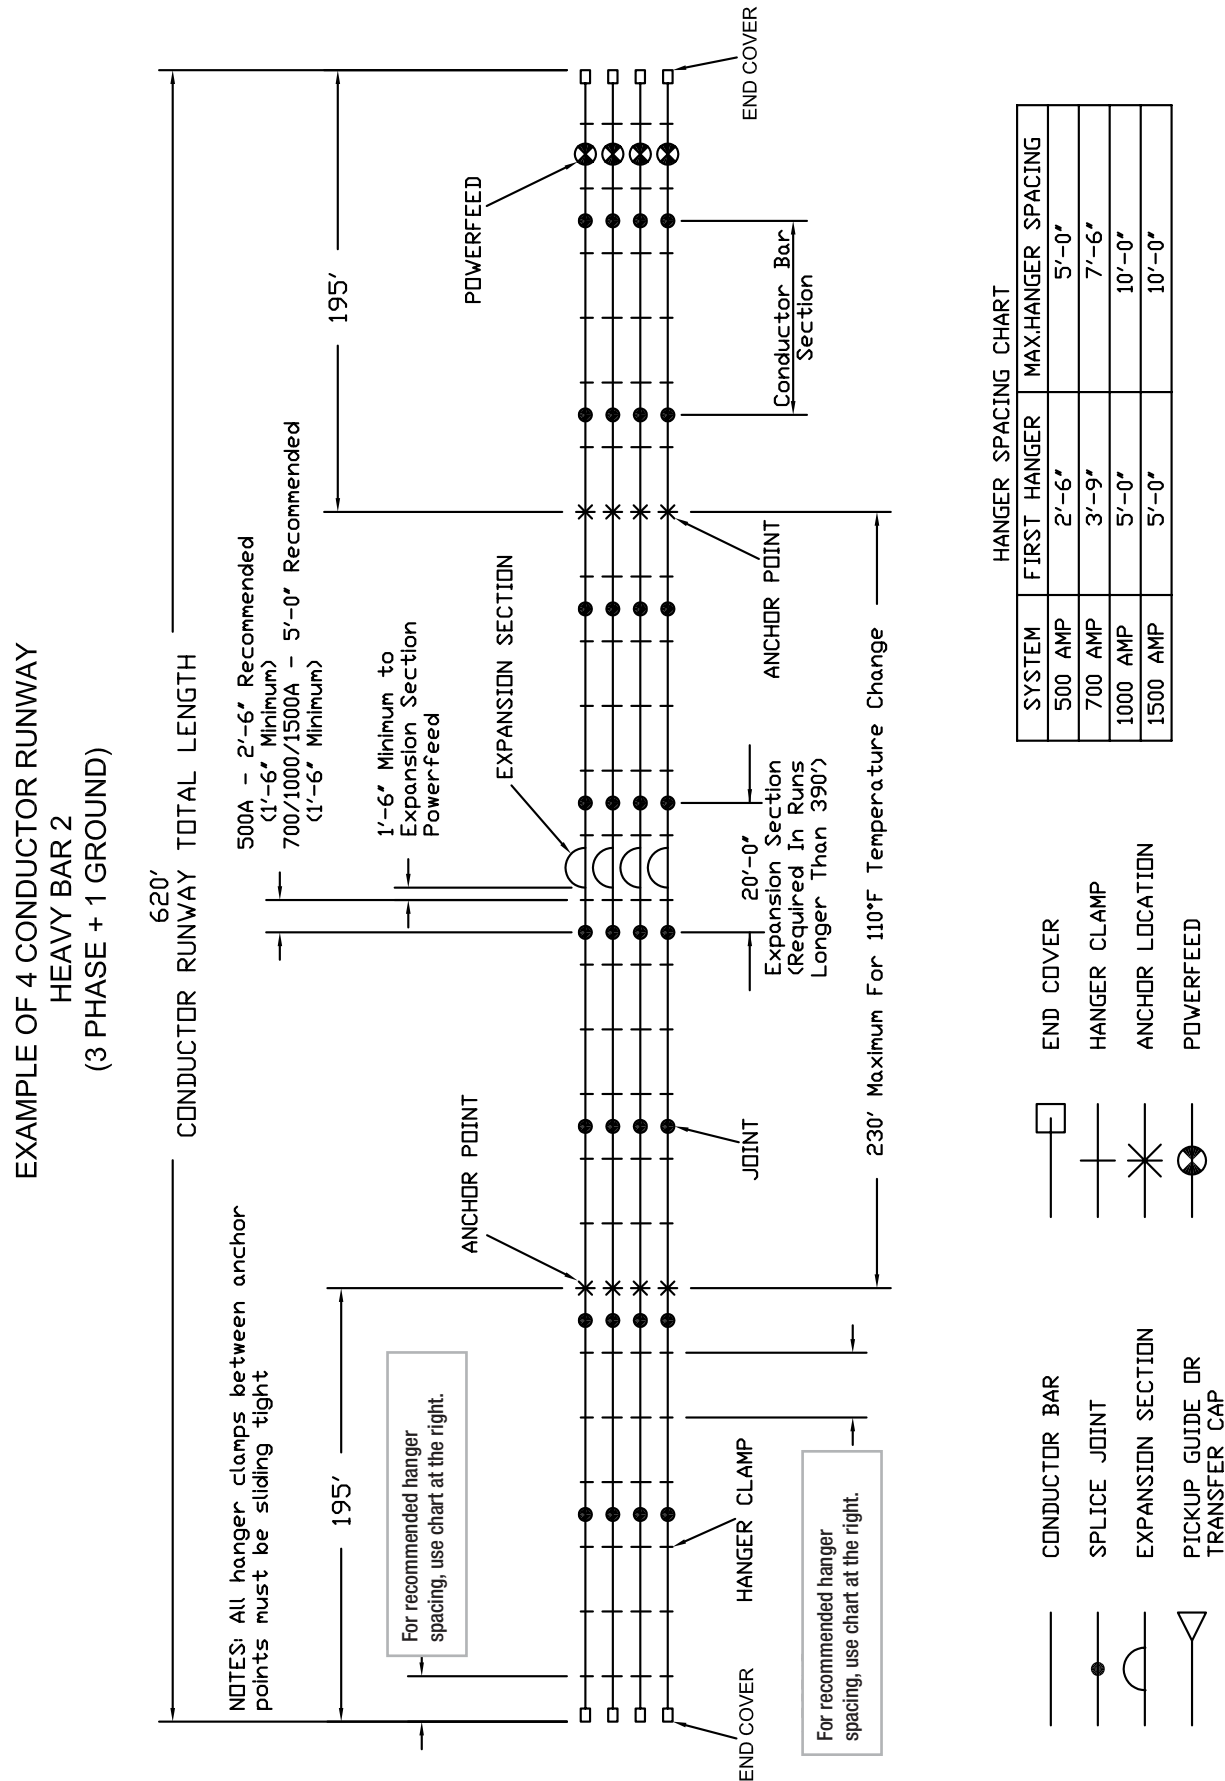 EXAMPLE OF 4 CONDUCTOR RUNWAY
HEAVY BAR 2
(3 PHASE + 1 GROUND)
620'
CONDUCTOR RUNWAY TOTAL LENGTH
NOTES: All hanger clamps between anchor
points must be sliding tight
500A - 2'-6" Recommended
(1'-6" Minimum)
700/1000/1500A - 5'-0" Recommended
(1'-6" Minimum)
195'
195'
For recommended hanger
spacing, use chart at the right.
1'-6" Minimum to
Expansion Section
Powerfeed
ANCHOR POINT
EXPANSION SECTION
POWERFEED
END COVER
HANGER CLAMP
JOINT
ANCHOR POINT
END COVER
20'-0"
Expansion Section
(Required In Runs
Longer Than 390')
Conductor Bar
Section
For recommended hanger
spacing, use chart at the right.
230' Maximum For 110°F Temperature Change
CONDUCTOR BAR
SPLICE JOINT
EXPANSION SECTION
PICKUP GUIDE OR
TRANSFER CAP
END COVER
HANGER CLAMP
ANCHOR LOCATION
POWERFEED
HANGER SPACING CHART
SYSTEM FIRST HANGER MAX.HANGER SPACING
500 AMP 2'-6" 5'-0"
700 AMP 3'-9" 7'-6"
1000 AMP 5'-0" 10'-0"
1500 AMP 5'-0" 10'-0"